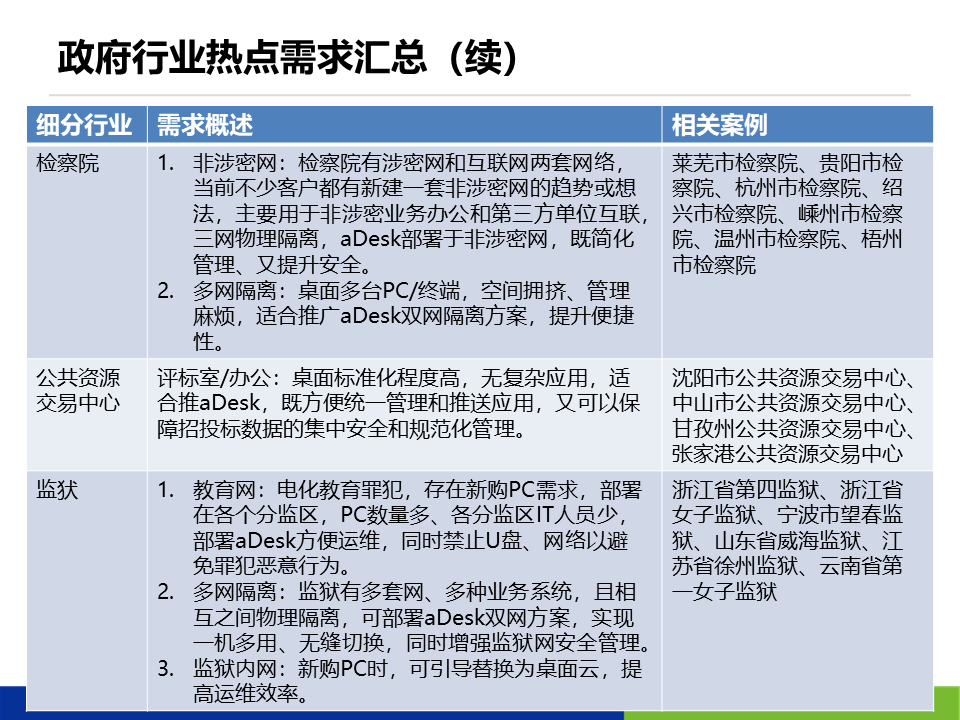 政府行业热点需求汇总（续）
细分行业 需求概述 相关案例
检察院
1. 非涉密网：检察院有涉密网和互联网两套网络，
当前不少客户都有新建一套非涉密网的趋势或想
法，主要用于非涉密业务办公和第三方单位互联，
三网物理隔离，aDesk部署于非涉密网，既简化
管理、又提升安全。
2. 多网隔离：桌面多台PC/终端，空间拥挤、管理
麻烦，适合推广aDesk双网隔离方案，提升便捷
性。
莱芜市检察院、贵阳市检
察院、杭州市检察院、绍
兴市检察院、嵊州市检察
院、温州市检察院、梧州
市检察院
公共资源
交易中心
评标室/办公：桌面标准化程度高，无复杂应用，适
合推aDesk，既方便统一管理和推送应用，又可以保
障招投标数据的集中安全和规范化管理。
沈阳市公共资源交易中心、
中山市公共资源交易中心、
甘孜州公共资源交易中心、
张家港公共资源交易中心
监狱
1. 教育网：电化教育罪犯，存在新购PC需求，部署
在各个分监区，PC数量多、各分监区IT人员少，
部署aDesk方便运维，同时禁止U盘、网络以避
免罪犯恶意行为。
2. 多网隔离：监狱有多套网、多种业务系统，且相
互之间物理隔离，可部署aDesk双网方案，实现
一机多用、无缝切换，同时增强监狱网安全管理。
3. 监狱内网：新购PC时，可引导替换为桌面云，提
高运维效率。
浙江省第四监狱、浙江省
女子监狱、宁波市望春监
狱、山东省威海监狱、江
苏省徐州监狱、云南省第
一女子监狱